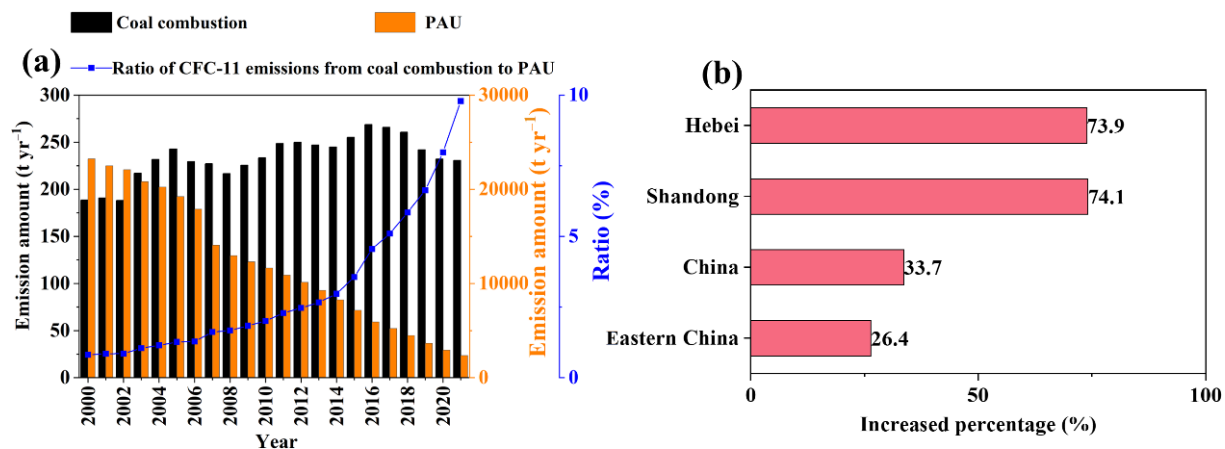 Coal combustion
PAU
(a)
Ratio of CFC-11 emissions from coal combustion to PAU
300
250
200
150
100
50
0
Emission amount (t yr⁻¹)
30000
20000
10000
0
Emission amount (t yr⁻¹)
10
5
0
Ratio (%)
2000
2002
2004
2006
2008
2010
2012
2014
2016
2018
2020
Year
(b)
Hebei
73.9
Shandong
74.1
China
33.7
Eastern China
26.4
0
50
100
Increased percentage (%)